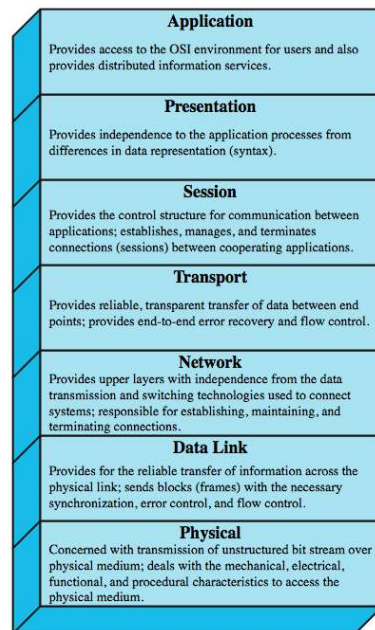 Application
Provides access to the OSI environment for users and also
provides distributed information services.
Presentation
Provides independence to the application processes from
differences in data representation (syntax).
Session
Provides the control structure for communication between
applications; establishes, manages, and terminates
connections (sessions) between cooperating applications.
Transport
Provides reliable, transparent transfer of data between end
points; provides end-to-end error recovery and flow control.
Network
Provides upper layers with independence from the data
transmission and switching technologies used to connect
systems; responsible for establishing, maintaining, and
terminating connections.
Data Link
Provides for the reliable transfer of information across the
physical link; sends blocks (frames) with the necessary
synchronization, error control, and flow control.
Physical
Concerned with transmission of unstructured bit stream over
physical medium; deals with the mechanical, electrical,
functional, and procedural characteristics to access the
physical medium.